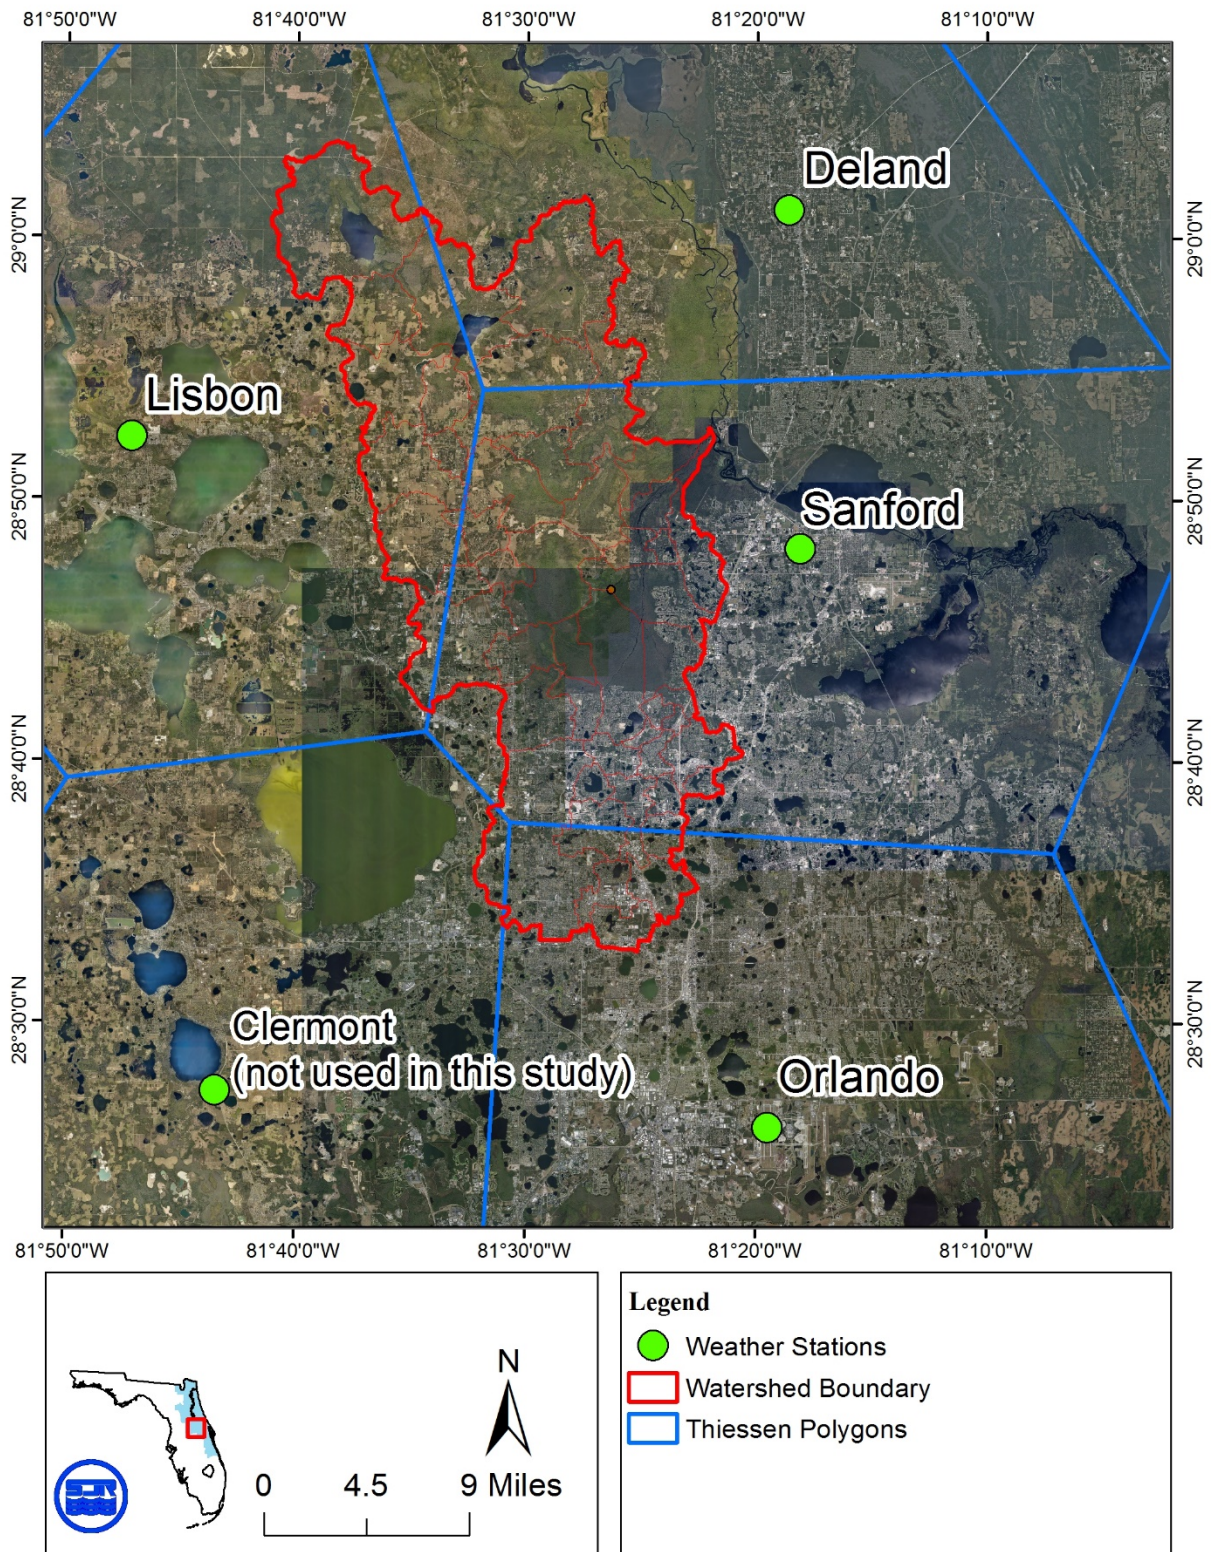 81°50'0"W 81°40'0"W 81°30'0"W 81°20'0"W 81°10'0"W
29°0'0"N
29°0'0"N
Deland
Lisbon
28°50'0"N
28°50'0"N
Sanford
28°40'0"N
28°40'0"N
28°30'0"N
28°30'0"N
Clermont
(not used in this study)
Orlando
81°50'0"W 81°40'0"W 81°30'0"W 81°20'0"W 81°10'0"W
SJR
N
0 4.5 9 Miles
Legend
Weather Stations
Watershed Boundary
Thiessen Polygons